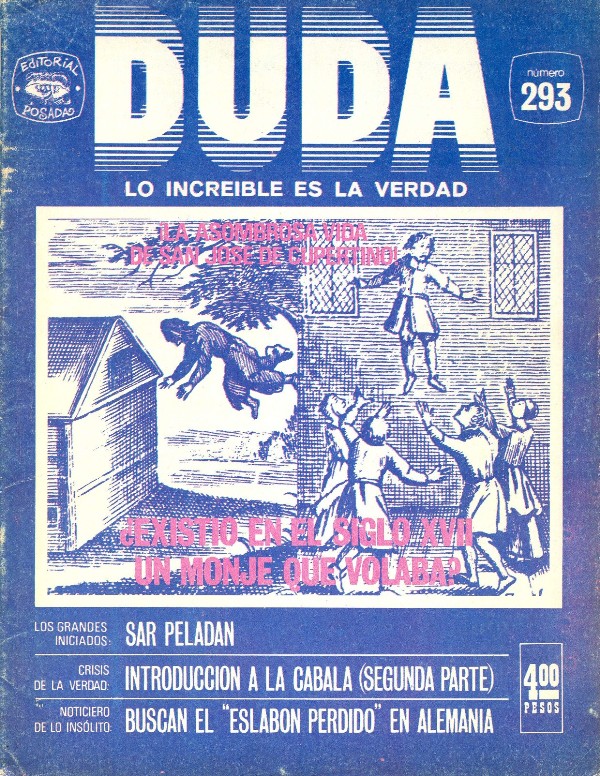 EDITORIAL
POSADA
DUDA
número
293
LO INCREIBLE ES LA VERDAD
¡LA ASOMBROSA VIDA
DE SAN JOSE DE CUPERTINO!
¿EXISTIO EN EL SIGLO XVII
UN MONJE QUE VOLABA?
LOS GRANDES
INICIADOS: SAR PELADAN
CRISIS
DE LA VERDAD: INTRODUCCION A LA CABALA (SEGUNDA PARTE)
NOTICIERO
DE LO INSÓLITO: BUSCAN EL "ESLABON PERDIDO" EN ALEMANIA
4.00
PESOS